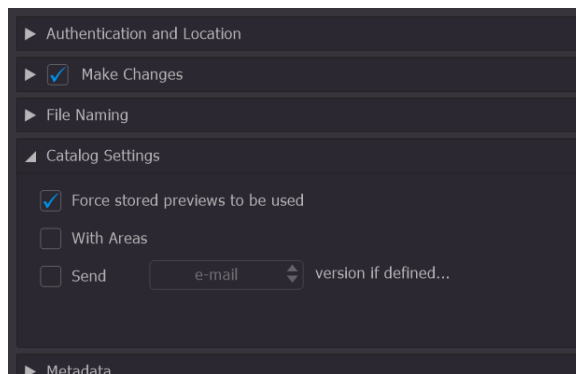 Authentication and Location
Make Changes
File Naming
Catalog Settings
Force stored previews to be used
With Areas
Send e-mail version if defined...
Metadata